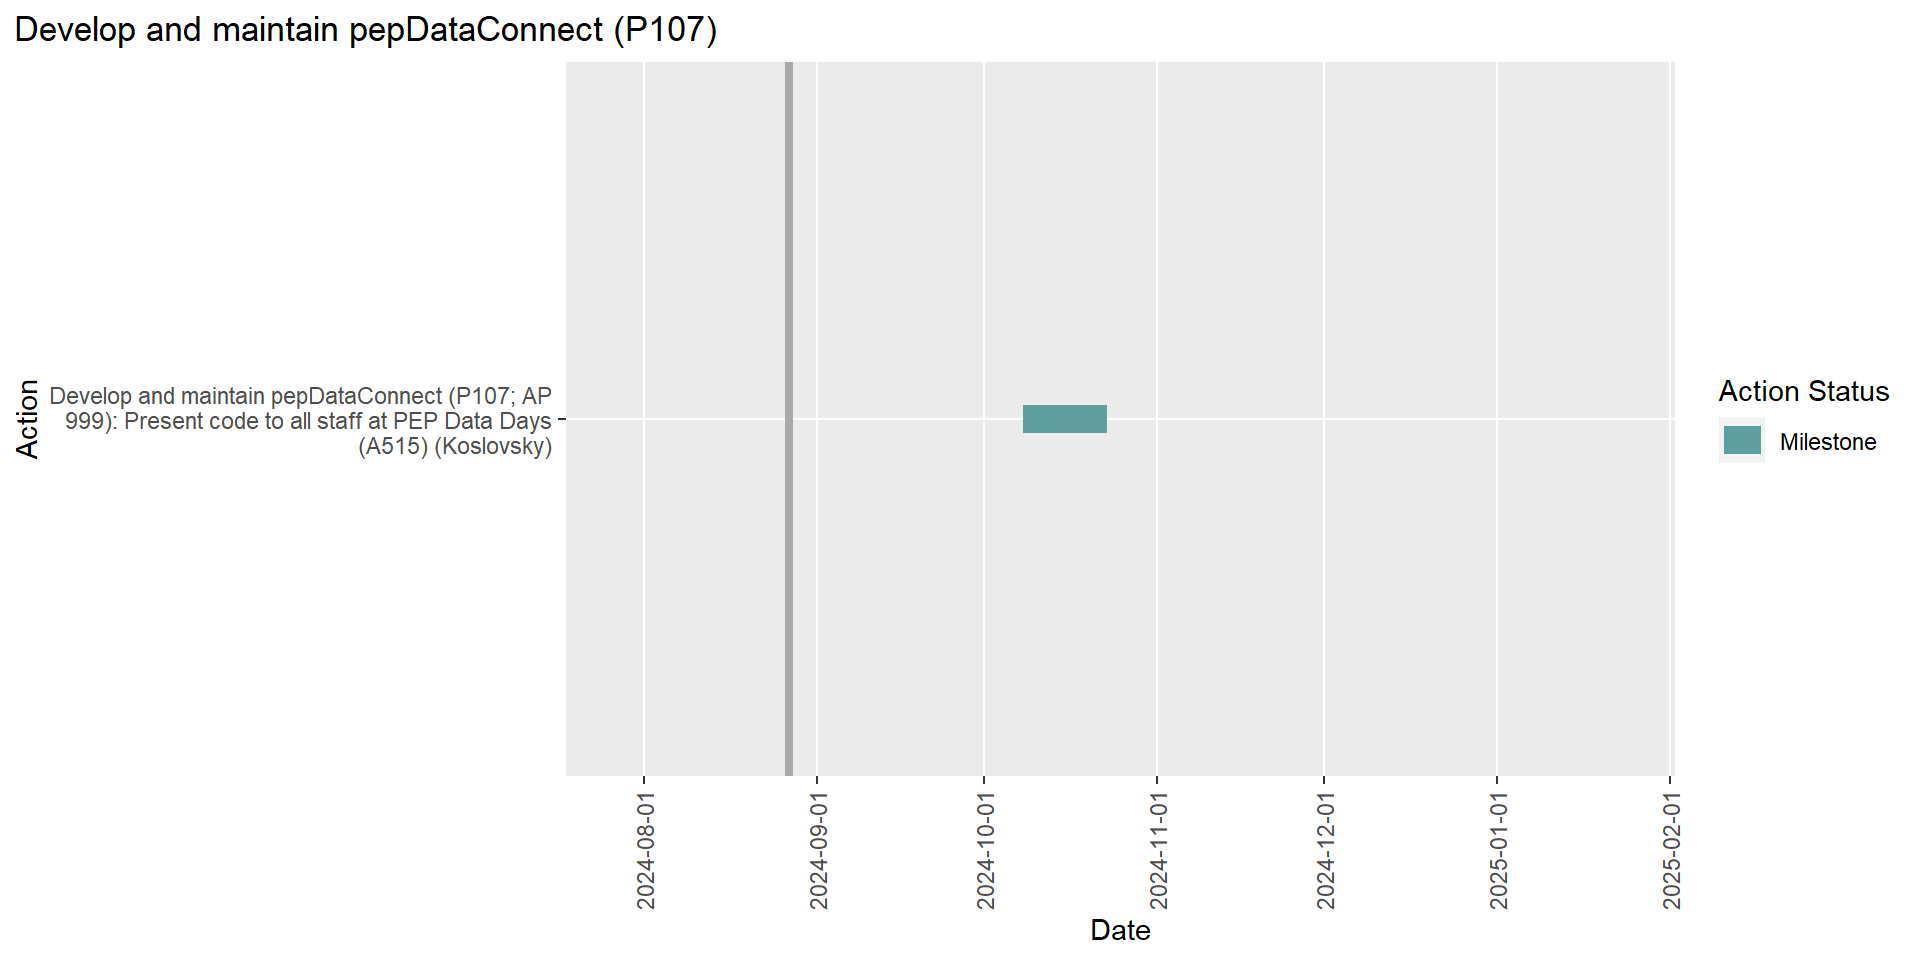 Develop and maintain pepDataConnect (P107)
Action
Develop and maintain pepDataConnect (P107; AP
999): Present code to all staff at PEP Data Days
(A515) (Koslovsky)
2024-08-01
2024-09-01
2024-10-01
2024-11-01
2024-12-01
2025-01-01
2025-02-01
Date
Action Status
Milestone